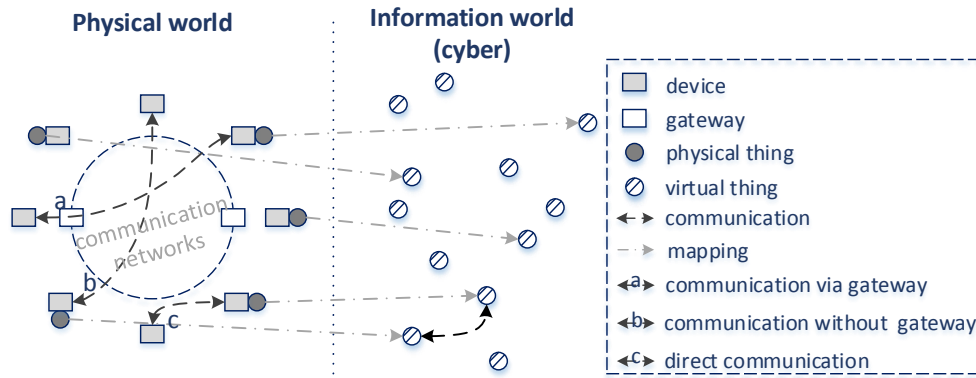 Physical world
Information world
(cyber)
a
communication
networks
b
c
device
gateway
physical thing
virtual thing
communication
mapping
a communication via gateway
b communication without gateway
c direct communication